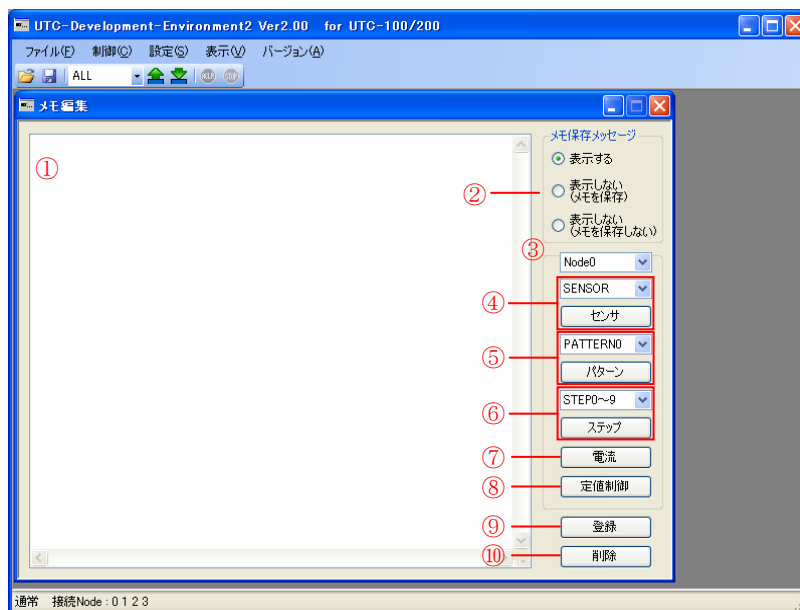 UTC-Development-Environment2 Ver2.00 for UTC-100/200
ファイル(F) 制御(C) 設定(S) 表示(V) バージョン(A)
ALL
メモ編集
メモ保存メッセージ
①
表示する
②
表示しない
(メモを保存)
表示しない
(メモを保存しない)
③
Node0
④
SENSOR
センサ
⑤
PATTERN0
パターン
⑥
STEP0～9
ステップ
⑦ 電流
⑧ 定値制御
⑨ 登録
⑩ 削除
通常 接続Node : 0 1 2 3